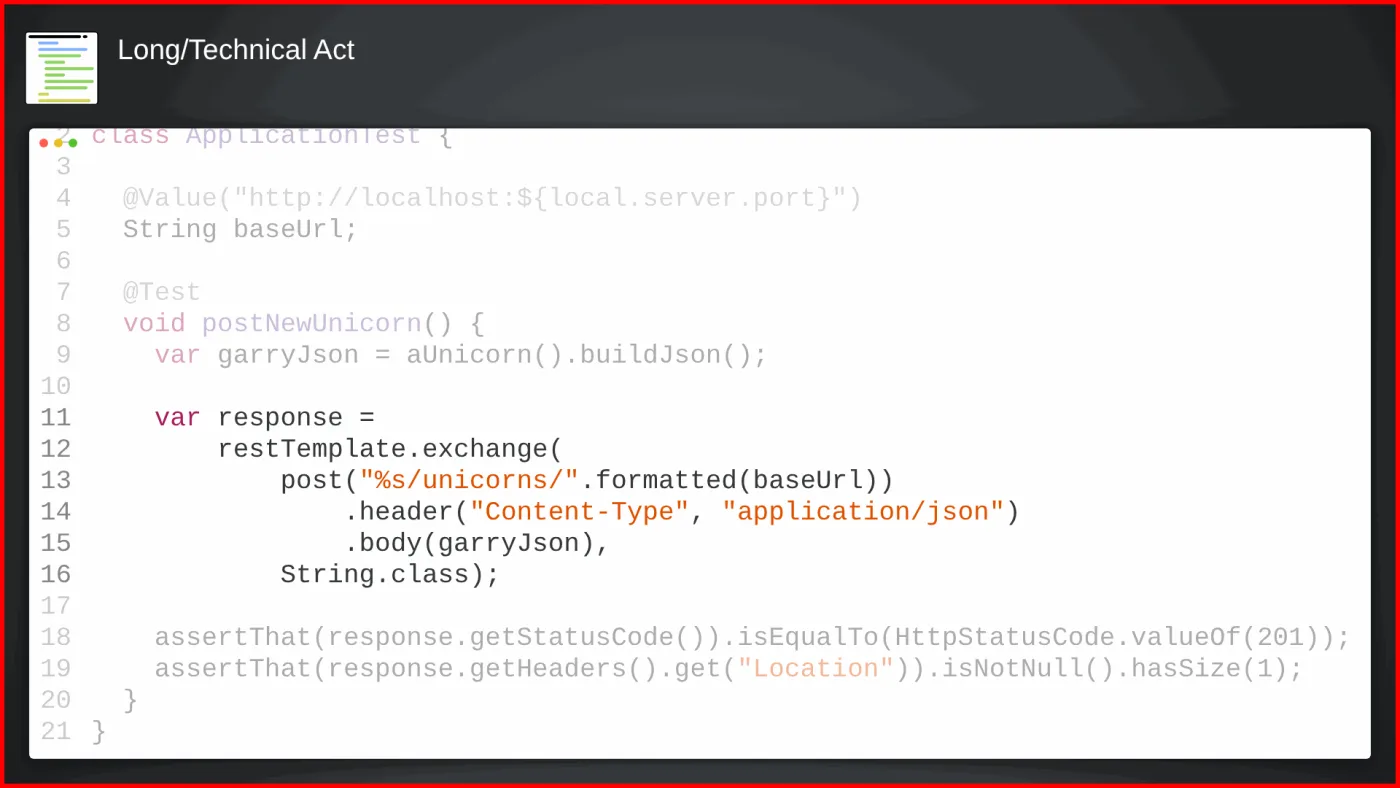 Long/Technical Act
2 class ApplicationTest {
3
4   @Value("http://localhost:${local.server.port}")
5   String baseUrl;
6
7   @Test
8   void postNewUnicorn() {
9     var garryJson = aUnicorn().buildJson();
10
11     var response =
12         restTemplate.exchange(
13             post("%s/unicorns/".formatted(baseUrl))
14                 .header("Content-Type", "application/json")
15                 .body(garryJson),
16             String.class);
17
18     assertThat(response.getStatusCode()).isEqualTo(HttpStatusCode.valueOf(201));
19     assertThat(response.getHeaders().get("Location")).isNotNull().hasSize(1);
20   }
21 }